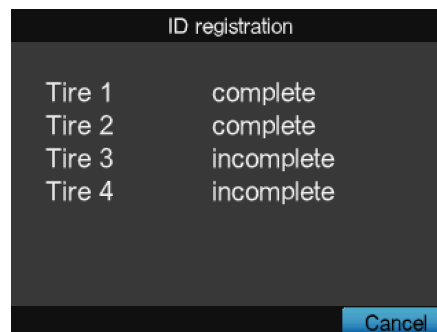 ID registration
Tire 1 complete
Tire 2 complete
Tire 3 incomplete
Tire 4 incomplete
Cancel